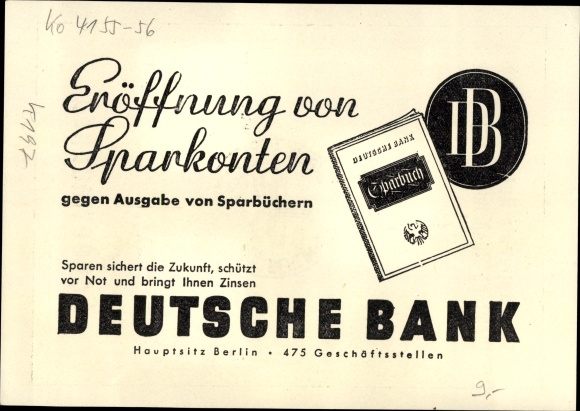 Ko 4155-56
4197
Eröffnung von
Sparkonten
gegen Ausgabe von Sparbüchern
DB
DEUTSCHE BANK
Sparbuch
Sparen sichert die Zukunft, schützt
vor Not und bringt Ihnen Zinsen
DEUTSCHE BANK
Hauptsitz Berlin • 475 Geschäftsstellen
9,-